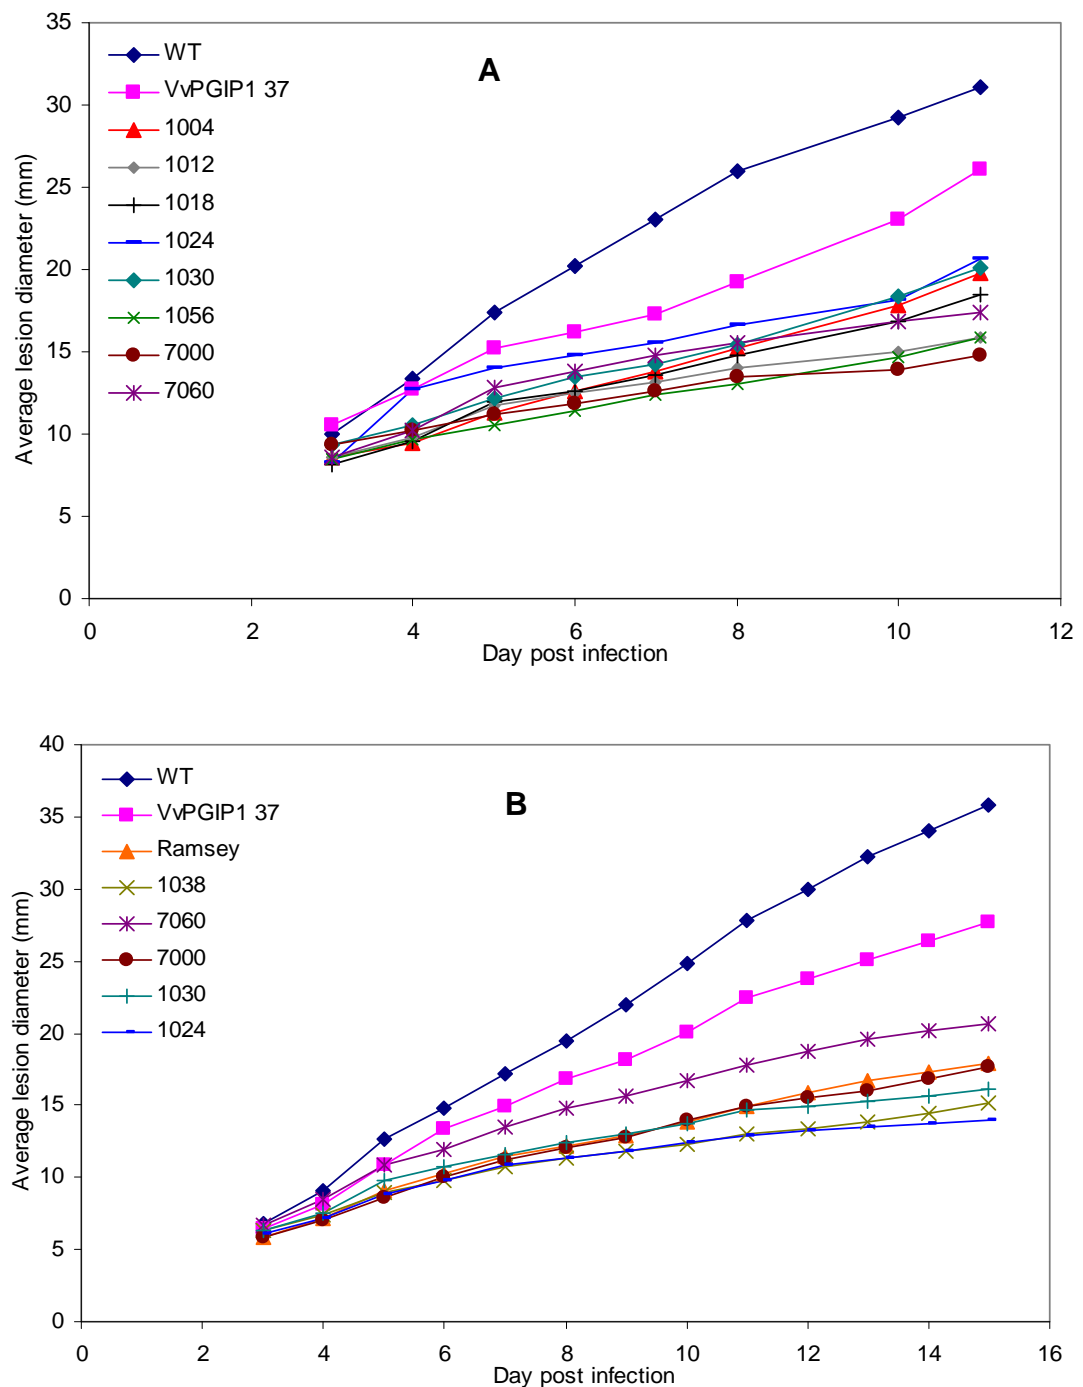 A
WT
VvPGIP1 37
1004
1012
1018
1024
1030
1056
7000
7060
Average lesion diameter (mm)
35
30
25
20
15
10
5
0
0 2 4 6 8 10 12
Day post infection
B
WT
VvPGIP1 37
Ramsey
1038
7060
7000
1030
1024
Average lesion diameter (mm)
40
35
30
25
20
15
10
5
0
0 2 4 6 8 10 12 14 16
Day post infection